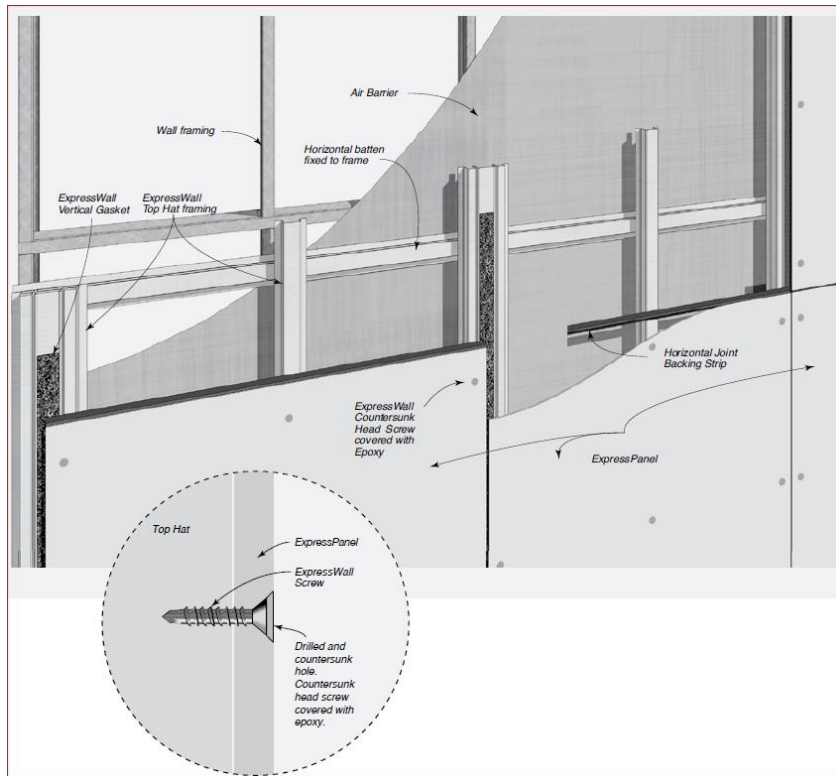 Air Barrier
Wall framing
Horizontal batten
fixed to frame
ExpressWall
Vertical Gasket
ExpressWall
Top Hat framing
Horizontal Joint
Backing Strip
ExpressWall
Countersunk
Head Screw
covered with
Epoxy
ExpressPanel
Top Hat
ExpressPanel
ExpressWall
Screw
Drilled and
countersunk
hole.
Countersunk
head screw
covered with
epoxy.